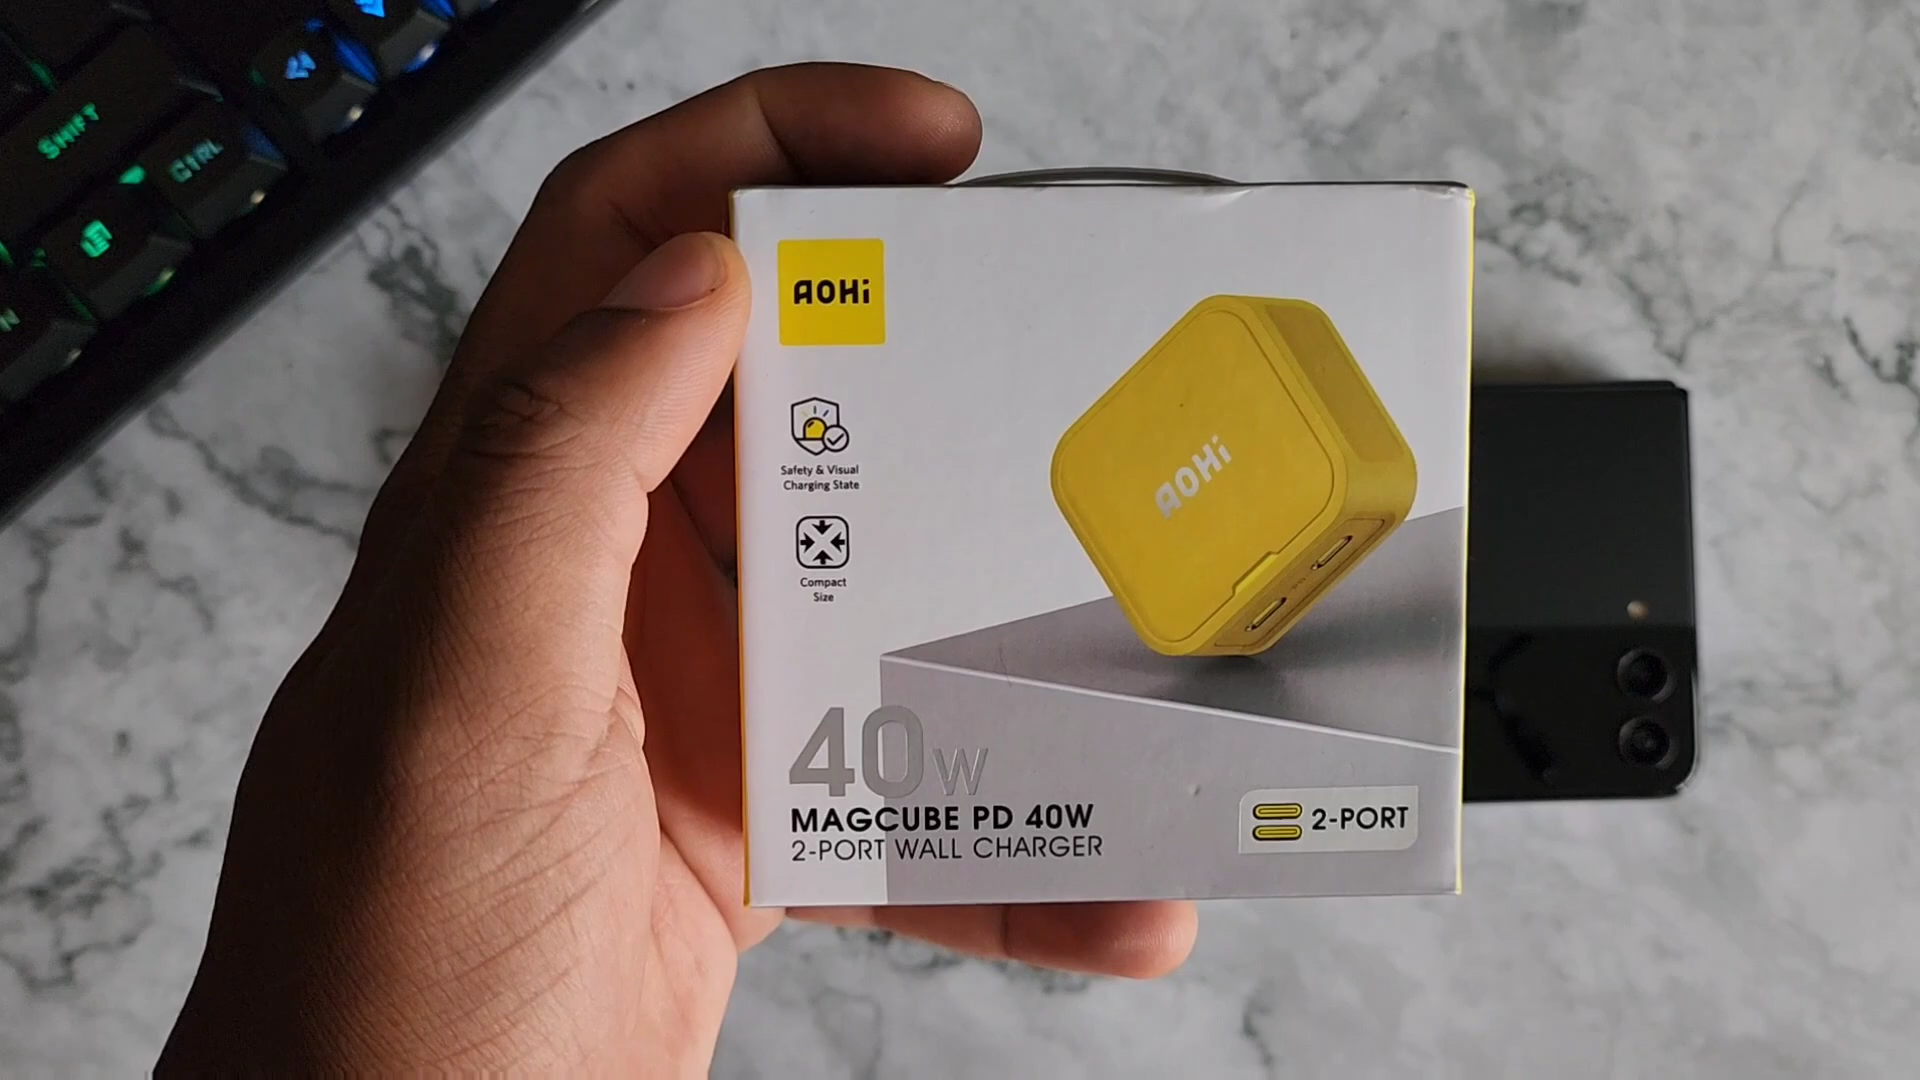 SHIFT
CTRL
N
AOHi
Safety & Visual
Charging State
Compact
Size
AOHi
40W
MAGCUBE PD 40W
2-PORT WALL CHARGER
2-PORT